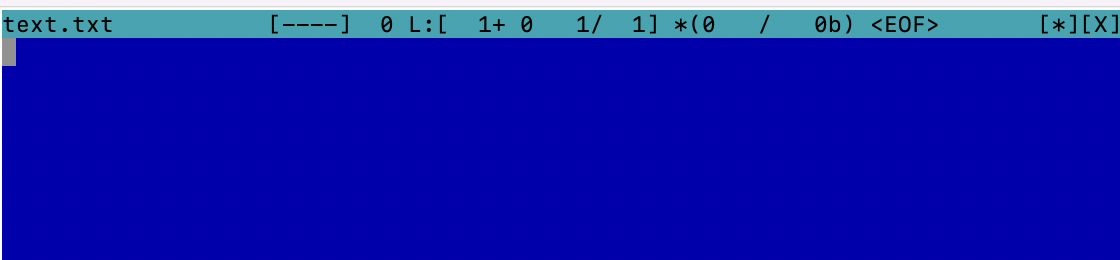 text.txt           [----]  0 L:[  1+ 0   1/  1] *(0   /   0b) <EOF>       [*][X]